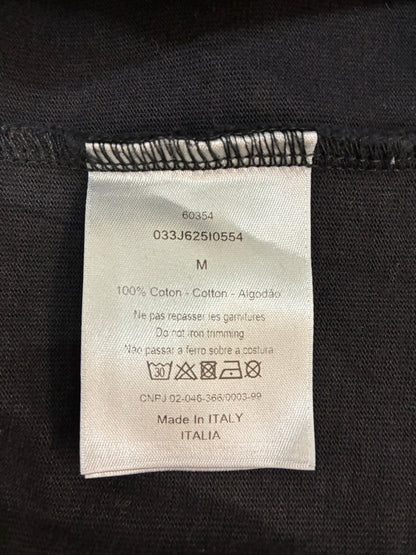 60354
033J625I0554
M
100% Coton - Cotton - Algodão
Ne pas repasser les garnitures
Do not iron trimming
Não passar a ferro sobre a costura
30
CNPJ 02-046-366/0003-99
Made In ITALY
ITALIA